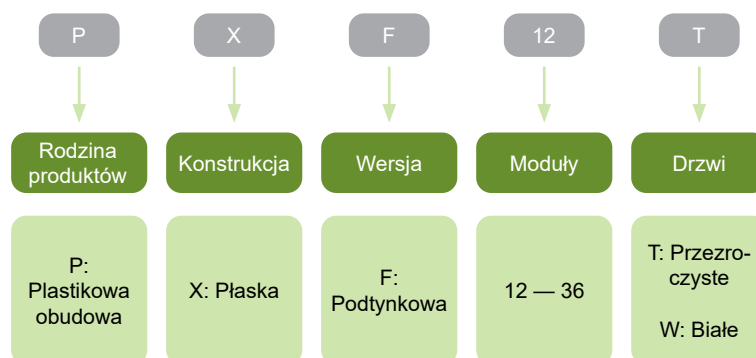 P
X
F
12
T
Rodzina
produktów
Konstrukcja
Wersja
Moduły
Drzwi
P:
Plastikowa
obudowa
X: Płaska
F:
Podtynkowa
12 — 36
T: Przezro-
czyste
W: Białe